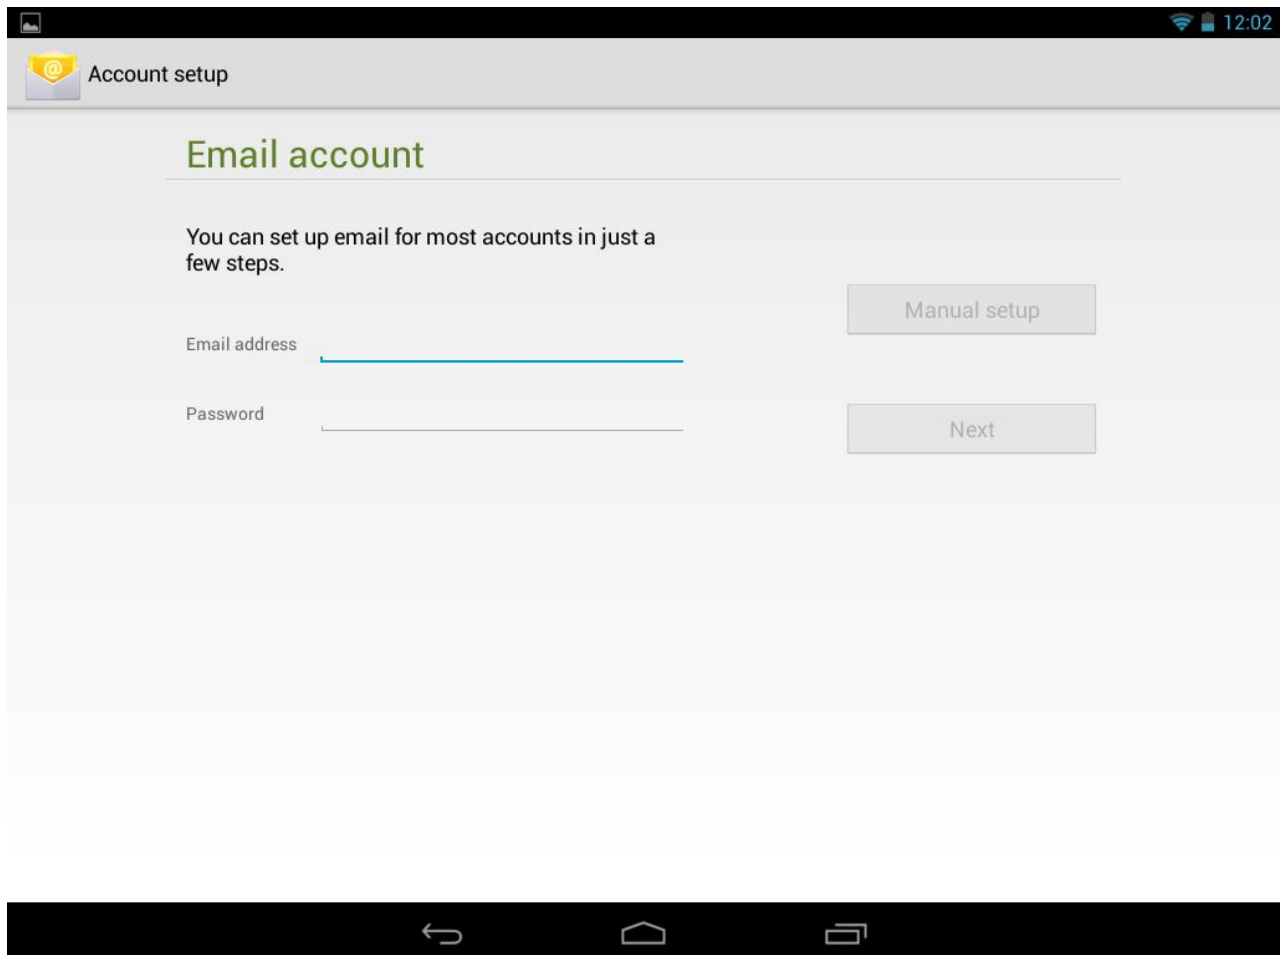 12:02
@
Account setup
Email account
You can set up email for most accounts in just a
few steps.
Manual setup
Email address
Password
Next